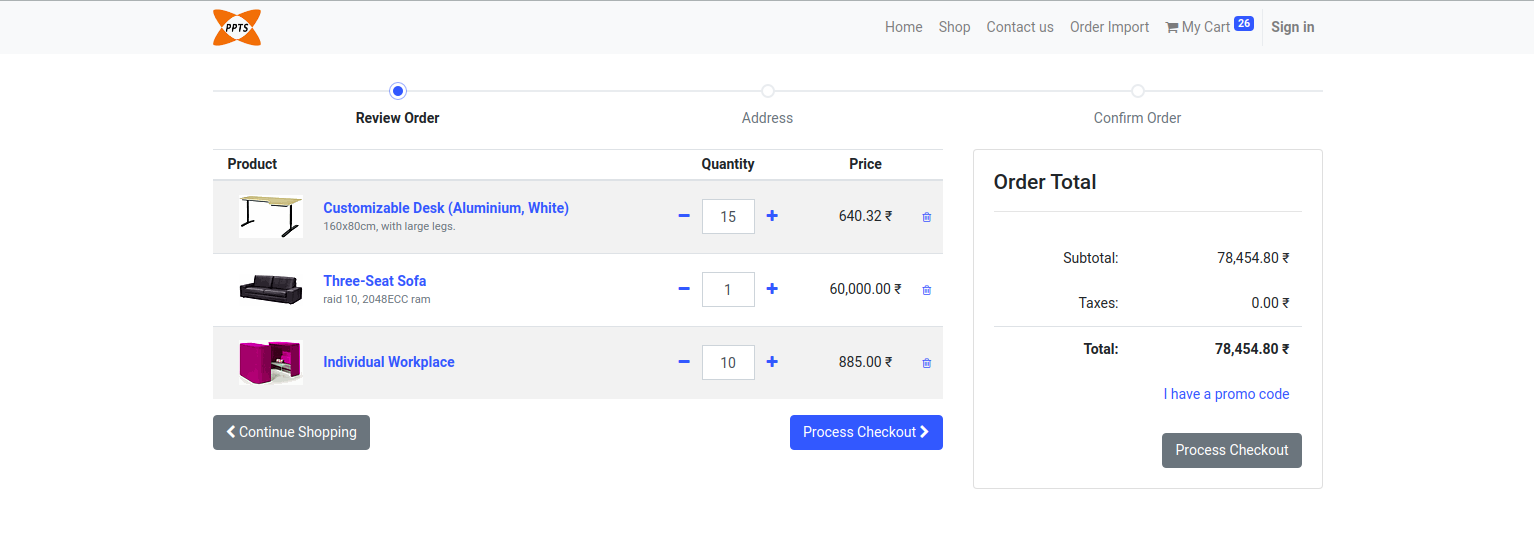 PPTS
Home Shop Contact us Order Import My Cart 26 Sign in
Review Order Address Confirm Order
Product Quantity Price
Customizable Desk (Aluminium, White)
160x80cm, with large legs.
15 640.32 ₹
Three-Seat Sofa
raid 10, 2048ECC ram
1 60,000.00 ₹
Individual Workplace
10 885.00 ₹
Continue Shopping
Process Checkout
Order Total
Subtotal: 78,454.80 ₹
Taxes: 0.00 ₹
Total: 78,454.80 ₹
I have a promo code
Process Checkout